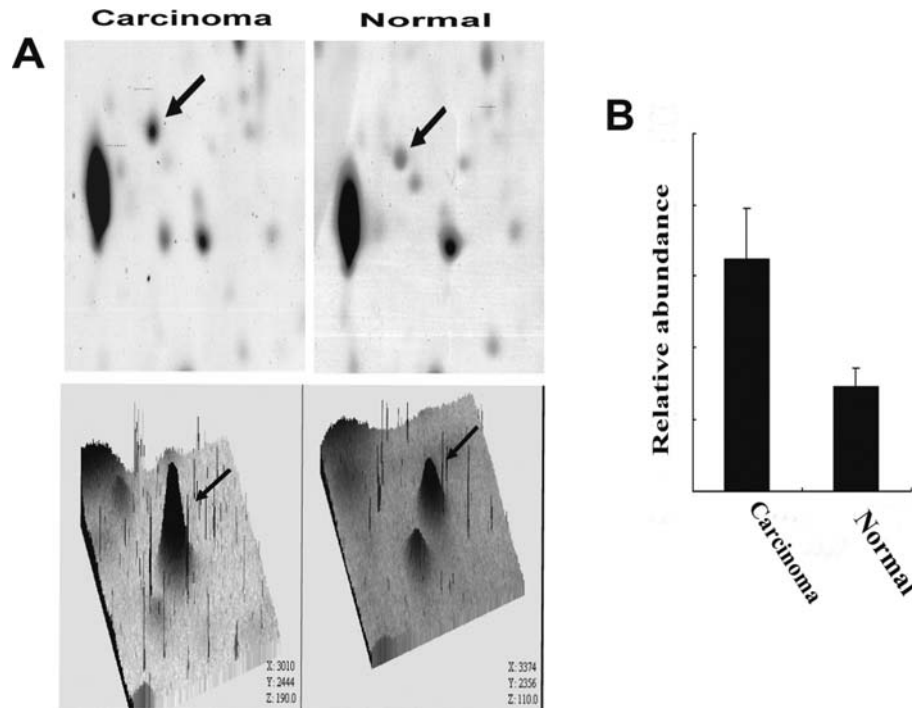 Carcinoma Normal
A
B
Relative abundance
Carcinoma
Normal
X: 3010
Y: 2444
Z: 190.0
X: 3374
Y: 2356
Z: 110.0